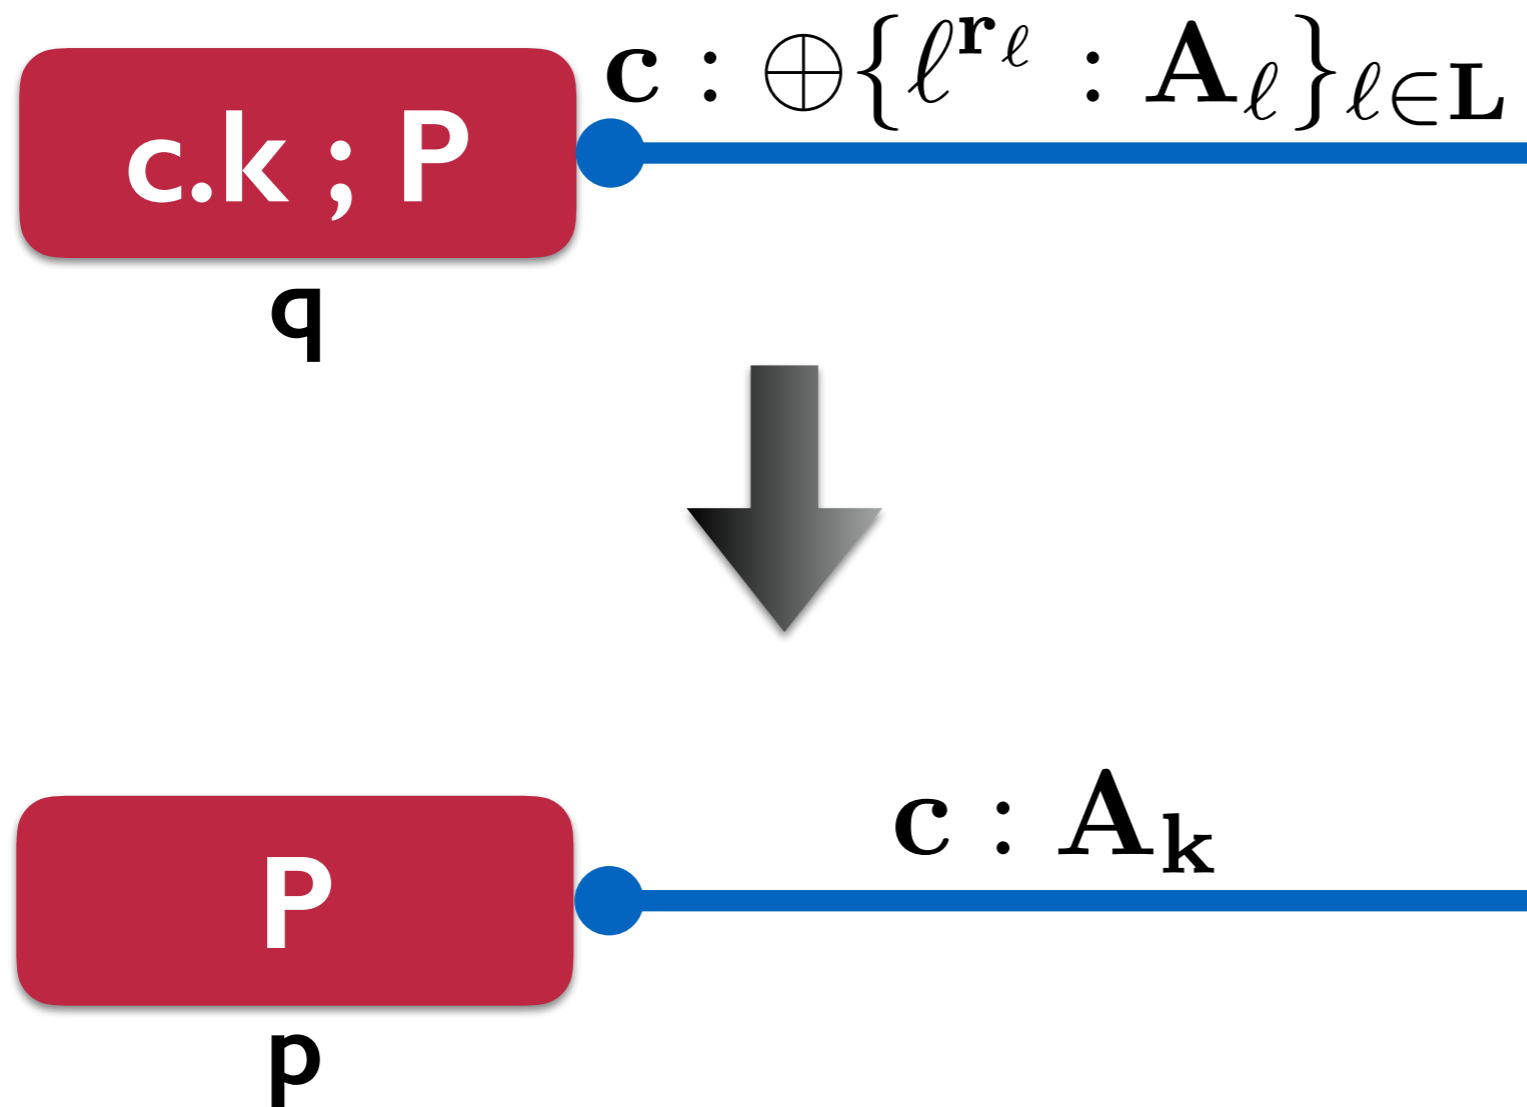 c : ⊕{ℓ^{r_ℓ} : A_ℓ}_{ℓ∈L}
c.k ; P
q
c : A_k
P
p